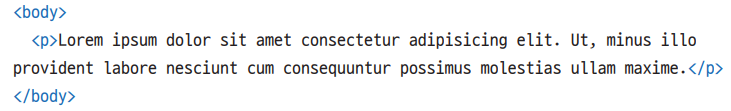 <body>
<p>Lorem ipsum dolor sit amet consectetur adipisicing elit. Ut, minus illo
provident labore nesciunt cum consequuntur possimus molestias ullam maxime.</p>
</body>